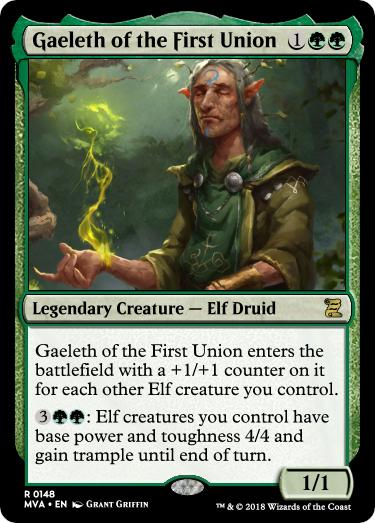 Gaeleth of the First Union 1
Legendary Creature — Elf Druid
Gaeleth of the First Union enters the
battlefield with a +1/+1 counter on it
for each other Elf creature you control.
3: Elf creatures you control have
base power and toughness 4/4 and
gain trample until end of turn.
1/1
R 0148
MVA • EN Grant Griffin
™ & © 2018 Wizards of the Coast